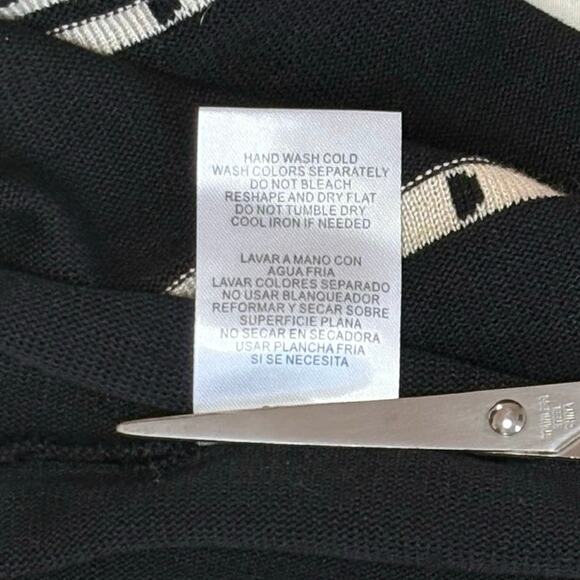 HAND WASH COLD
WASH COLORS SEPARATELY
DO NOT BLEACH
RESHAPE AND DRY FLAT
DO NOT TUMBLE DRY
COOL IRON IF NEEDED
LAVAR A MANO CON
AGUA FRIA
LAVAR COLORES SEPARADO
NO USAR BLANQUEADOR
REFORMAR Y SECAR SOBRE
SUPERFICIE PLANA
NO SECAR EN SECADORA
USAR PLANCHA FRIA
SI SE NECESITA